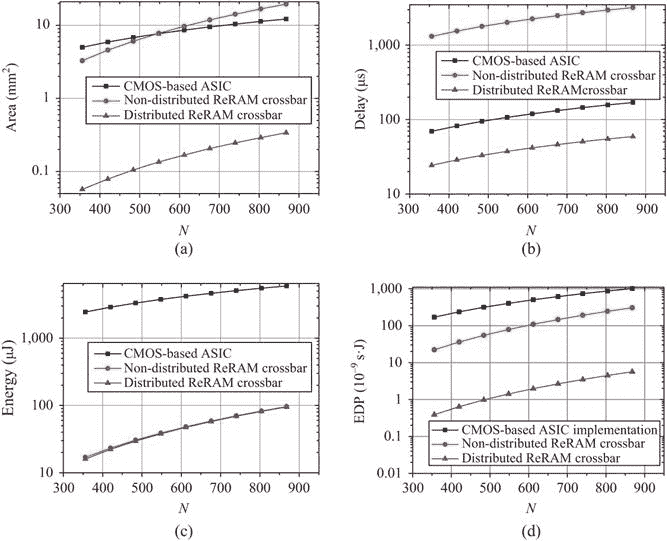 10
1
0.1
Area (mm²)
CMOS-based ASIC
Non-distributed ReRAM crossbar
Distributed ReRAM crossbar
300 400 500 600 700 800 900
N
(a)
1,000
100
10
Delay (μs)
CMOS-based ASIC
Non-distributed ReRAM crossbar
Distributed ReRAMcrossbar
300 400 500 600 700 800 900
N
(b)
1,000
100
10
Energy (μJ)
CMOS-based ASIC
Non-distributed ReRAM crossbar
Distributed ReRAM crossbar
300 400 500 600 700 800 900
N
(c)
1,000
100
10
1
0.1
0.01
EDP (10⁻⁹ s·J)
CMOS-based ASIC implementation
Non-distributed ReRAM crossbar
Distributed ReRAM crossbar
300 400 500 600 700 800 900
N
(d)